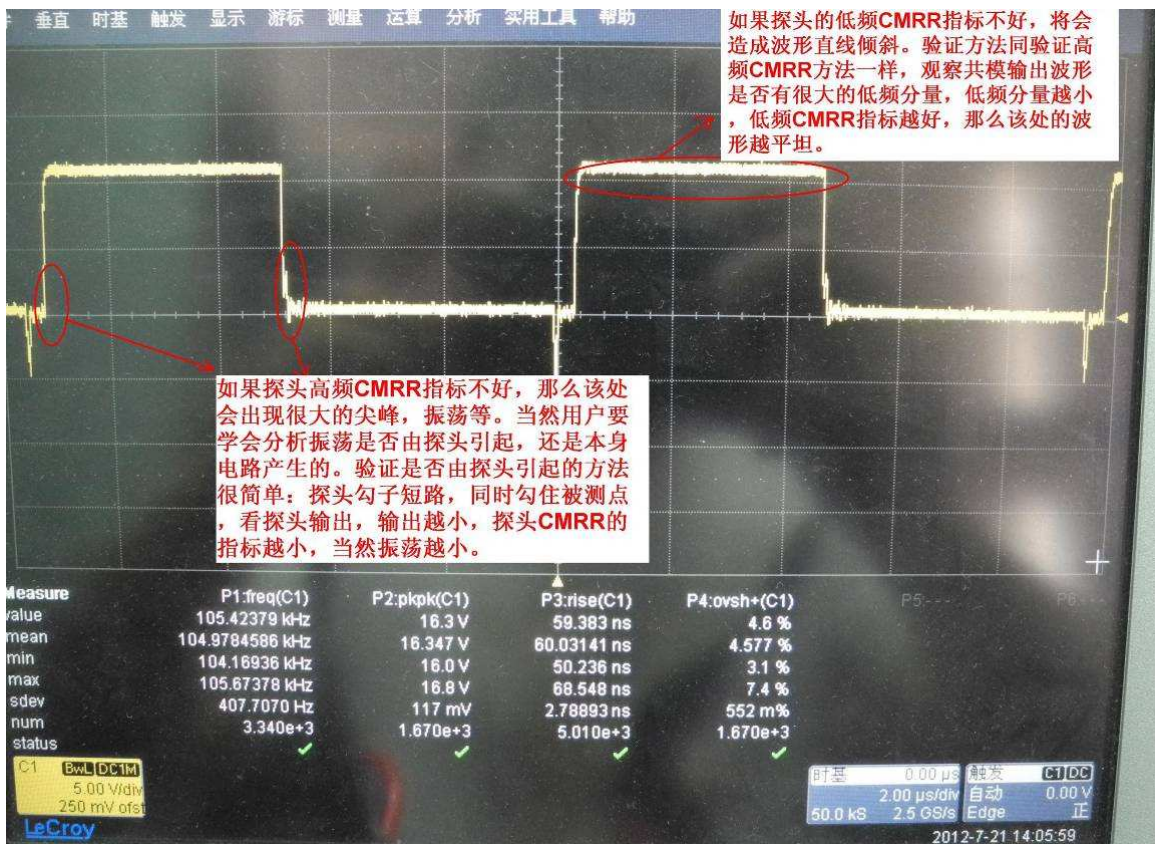 垂直 时基 触发 显示 游标 测量 运算 分析 实用工具 帮助
如果探头的低频CMRR指标不好，将会
造成波形直线倾斜。验证方法同验证高
频CMRR方法一样，观察共模输出波形
是否有很大的低频分量，低频分量越小
，低频CMRR指标越好，那么该处的波
形越平坦。
如果探头高频CMRR指标不好，那么该处
会出现很大的尖峰，振荡等。当然用户要
学会分析振荡是否由探头引起，还是本身
电路产生的。验证是否由探头引起的方法
很简单：探头勾子短路，同时勾住被测点
，看探头输出，输出越小，探头CMRR的
指标越小，当然振荡越小。
Measure P1:freq(C1) P2:pkpk(C1) P3:rise(C1) P4:ovsh+(C1) P5:---- P6:---
value 105.42379 kHz 16.3 V 59.383 ns 4.6 %
mean 104.9784586 kHz 16.347 V 60.03141 ns 4.577 %
min 104.16936 kHz 16.0 V 50.236 ns 3.1 %
max 105.67378 kHz 16.8 V 68.548 ns 7.4 %
sdev 407.7070 Hz 117 mV 2.78893 ns 552 m%
num 3.340e+3 1.670e+3 5.010e+3 1.670e+3
status
C1 BwL DC1M
5.00 V/div
250 mV ofst
LeCroy
时基 0.00 µs 触发 C1 DC
2.00 µs/div 自动 0.00 V
50.0 kS 2.5 GS/s Edge 正
2012-7-21 14:05:59